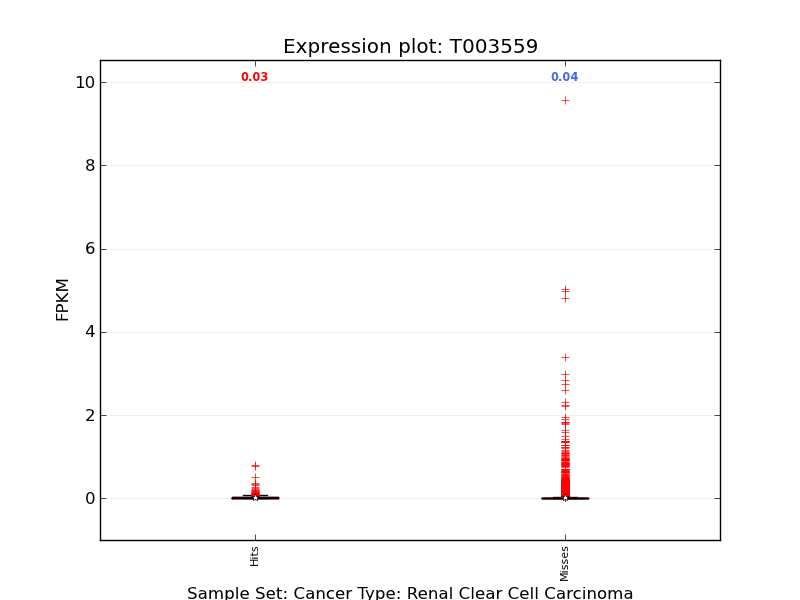 Expression plot: T003559
0.03
0.04
10
8
6
4
2
0
FPKM
Hits
Misses
Sample Set: Cancer Type: Renal Clear Cell Carcinoma